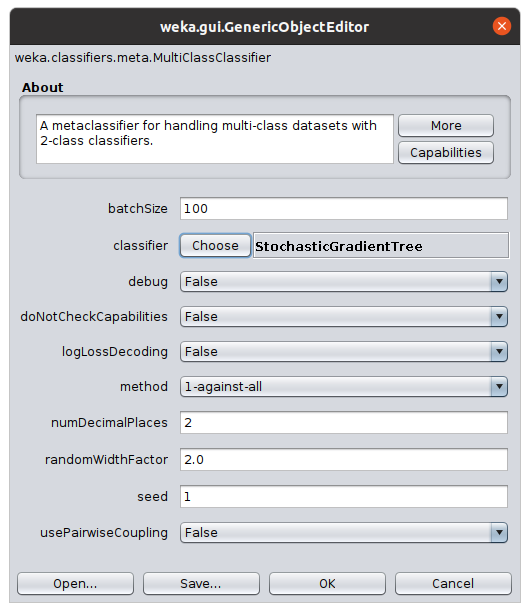 weka.gui.GenericObjectEditor
weka.classifiers.meta.MultiClassClassifier
About
A metaclassifier for handling multi-class datasets with
2-class classifiers.
More
Capabilities
batchSize 100
classifier Choose StochasticGradientTree
debug False
doNotCheckCapabilities False
logLossDecoding False
method 1-against-all
numDecimalPlaces 2
randomWidthFactor 2.0
seed 1
usePairwiseCoupling False
Open... Save... OK Cancel